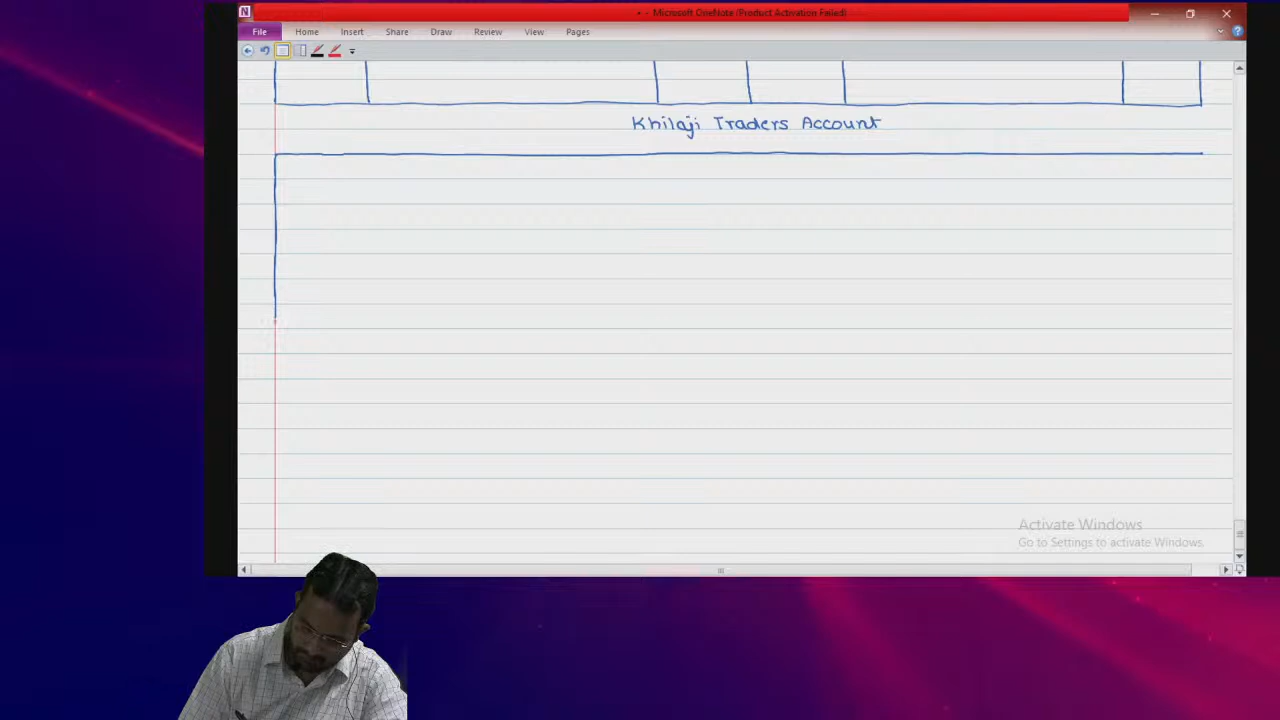 - - Microsoft OneNote (Product Activation Failed)
File Home Insert Share Draw Review View Pages
Khilaji Traders Account
Activate Windows
Go to Settings to activate Windows.